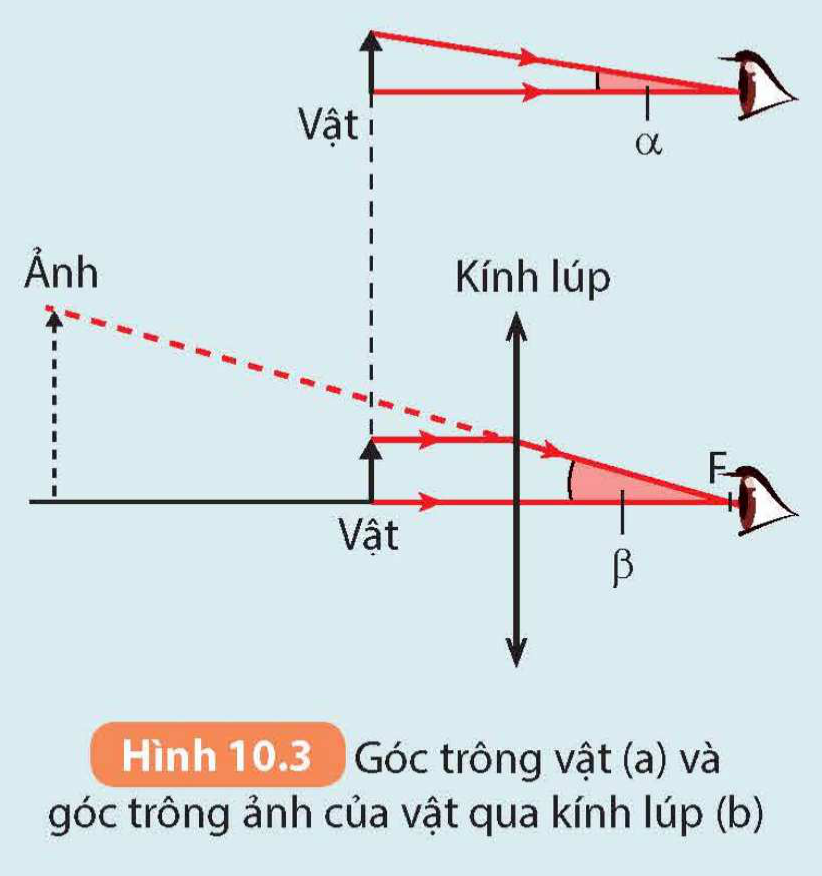 Vật
α
Ảnh
Kính lúp
F
Vật
β
Hình 10.3 Góc trông vật (a) và
góc trông ảnh của vật qua kính lúp (b)